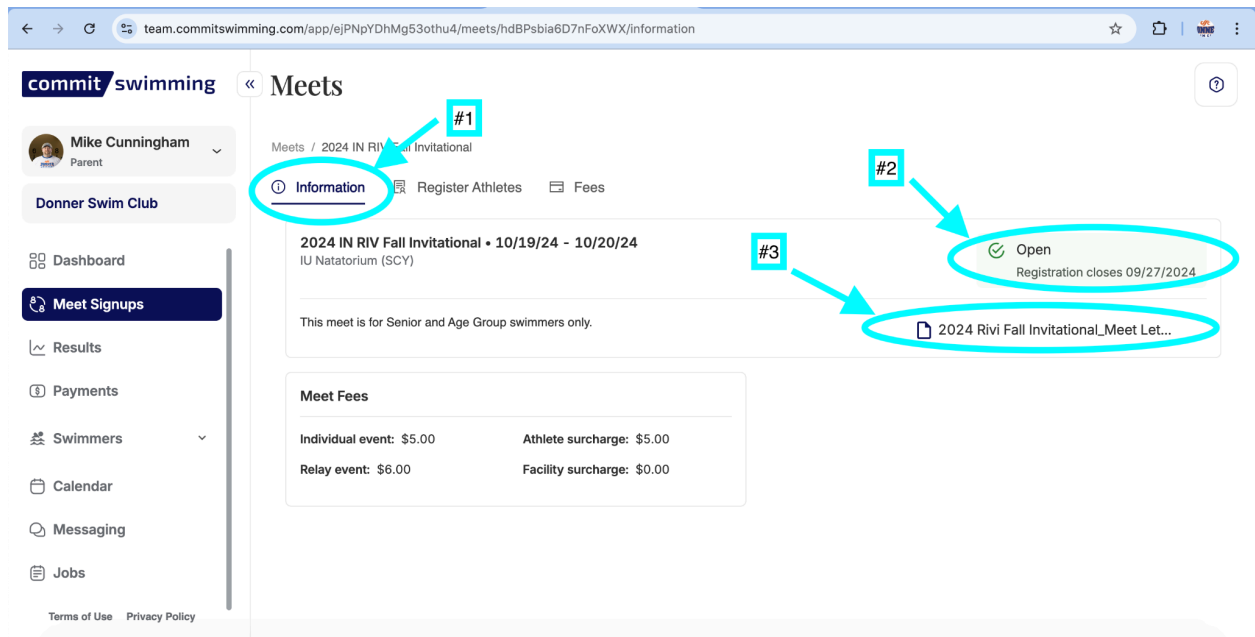 team.commitswimming.com/app/ejPNpYDhMg53othu4/meets/hdBPsbia6D7nFoXWX/information
commit swimming
Meets
#1
Mike Cunningham
Parent
Meets / 2024 IN RIV Fall Invitational
#2
Information
Register Athletes
Fees
Donner Swim Club
2024 IN RIV Fall Invitational • 10/19/24 - 10/20/24
IU Natatorium (SCY)
#3
Open
Registration closes 09/27/2024
Dashboard
Meet Signups
This meet is for Senior and Age Group swimmers only.
2024 Rivi Fall Invitational_Meet Let...
Results
Payments
Meet Fees
Swimmers
Individual event: $5.00
Athlete surcharge: $5.00
Relay event: $6.00
Facility surcharge: $0.00
Calendar
Messaging
Jobs
Terms of Use Privacy Policy